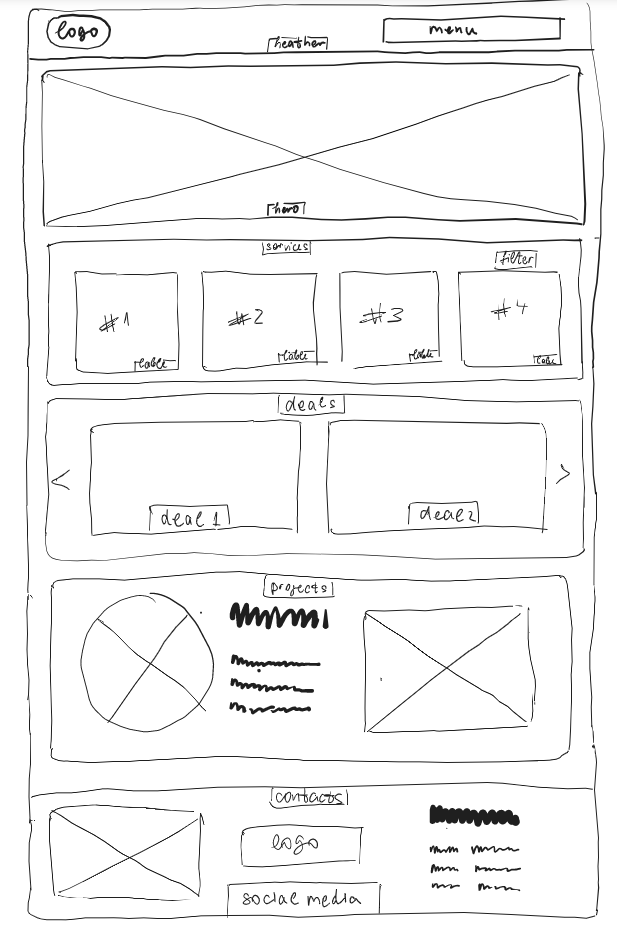 logo
menu
heather
hero
services
filter
#1
#2
#3
#4
lable
lable
lable
lable
deals
<
>
deal 1
deal 2
projects
contacts
logo
social media